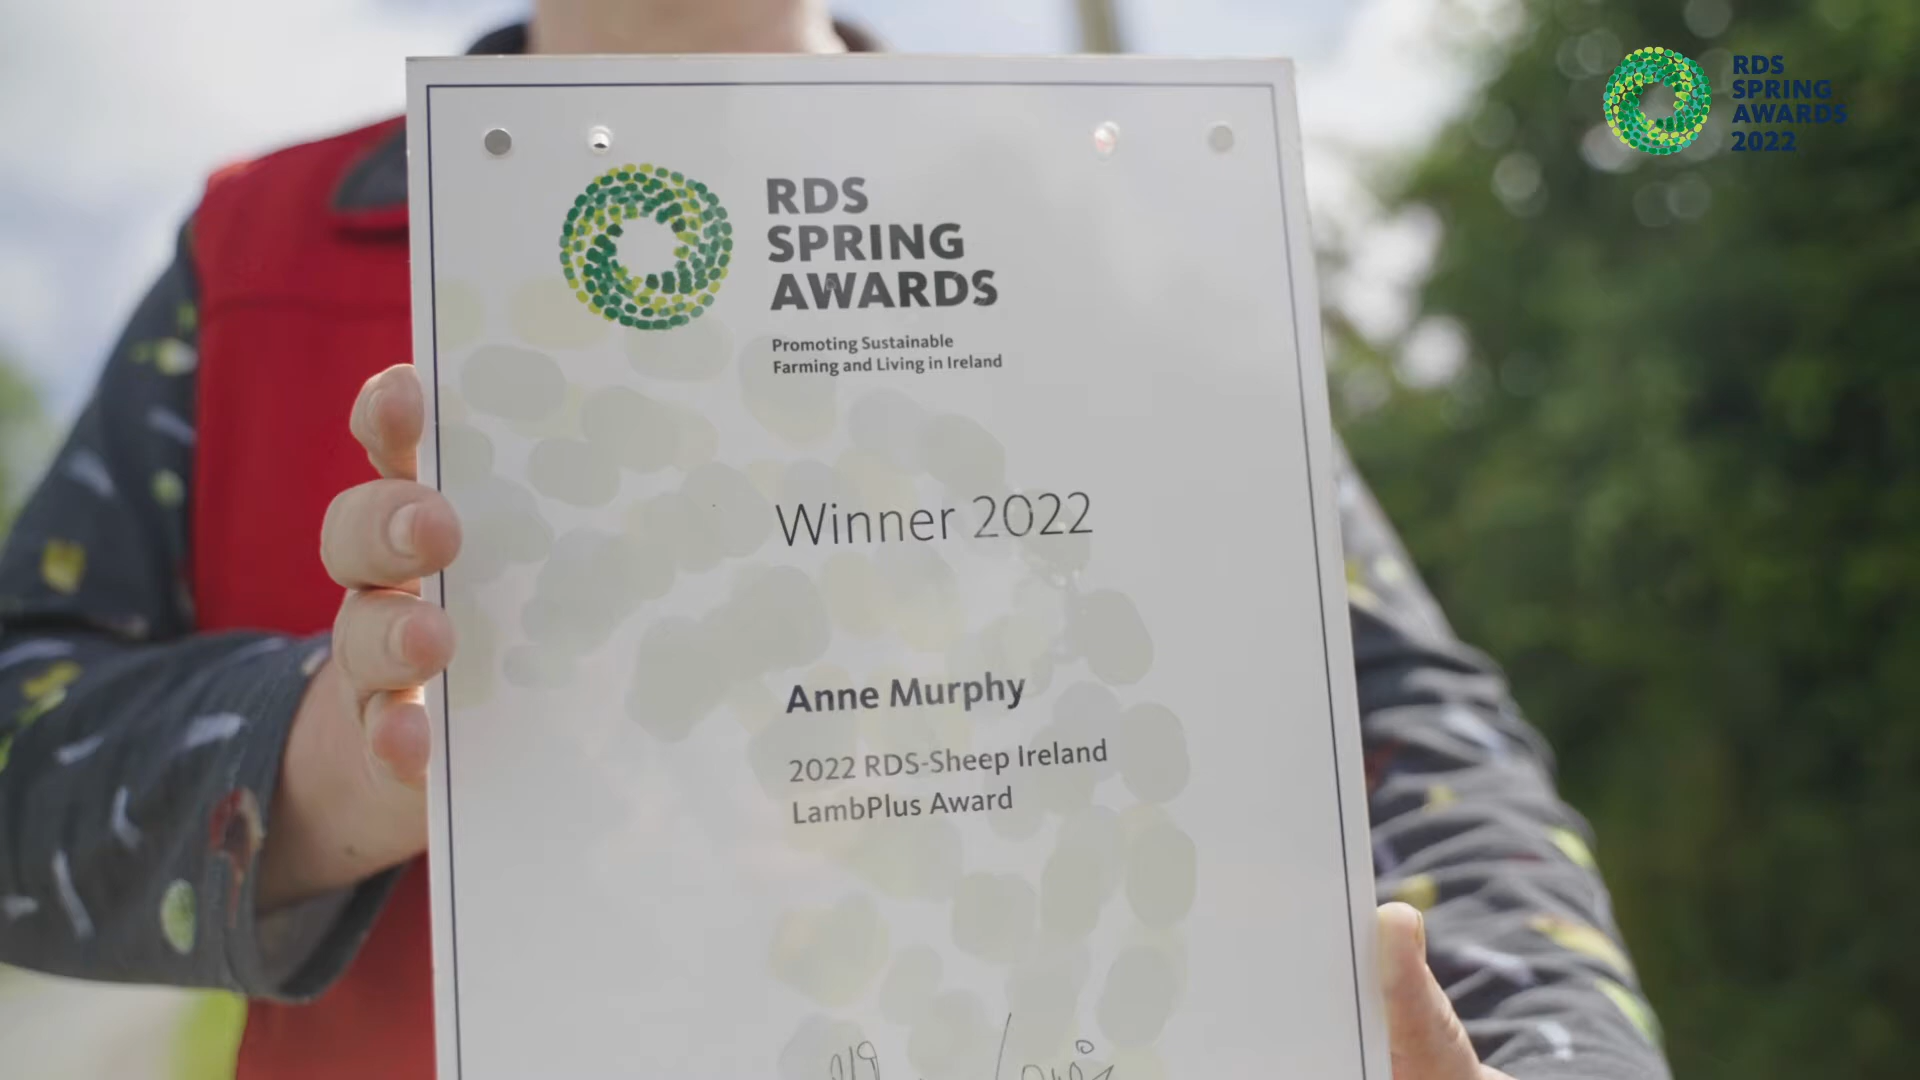 RDS
SPRING
AWARDS
2022
RDS
SPRING
AWARDS
Promoting Sustainable
Farming and Living in Ireland
Winner 2022
Anne Murphy
2022 RDS-Sheep Ireland
LambPlus Award